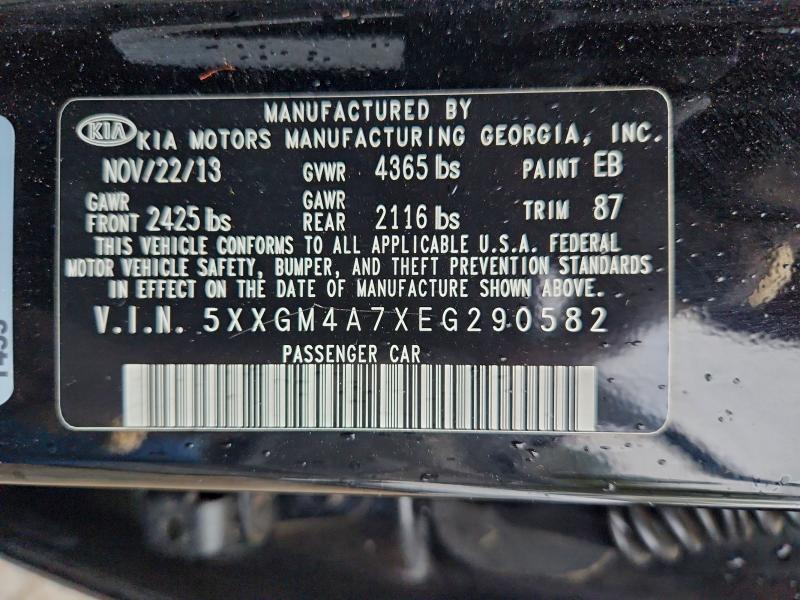 MANUFACTURED BY
KIA KIA MOTORS MANUFACTURING GEORGIA, INC.
NOV/22/13 GVWR 4365 lbs PAINT EB
GAWR FRONT 2425 lbs GAWR REAR 2116 lbs TRIM 87
THIS VEHICLE CONFORMS TO ALL APPLICABLE U.S.A. FEDERAL
MOTOR VEHICLE SAFETY, BUMPER, AND THEFT PREVENTION STANDARDS
IN EFFECT ON THE DATE OF MANUFACTURE SHOWN ABOVE.
V.I.N. 5XXGM4A7XEG290582
PASSENGER CAR